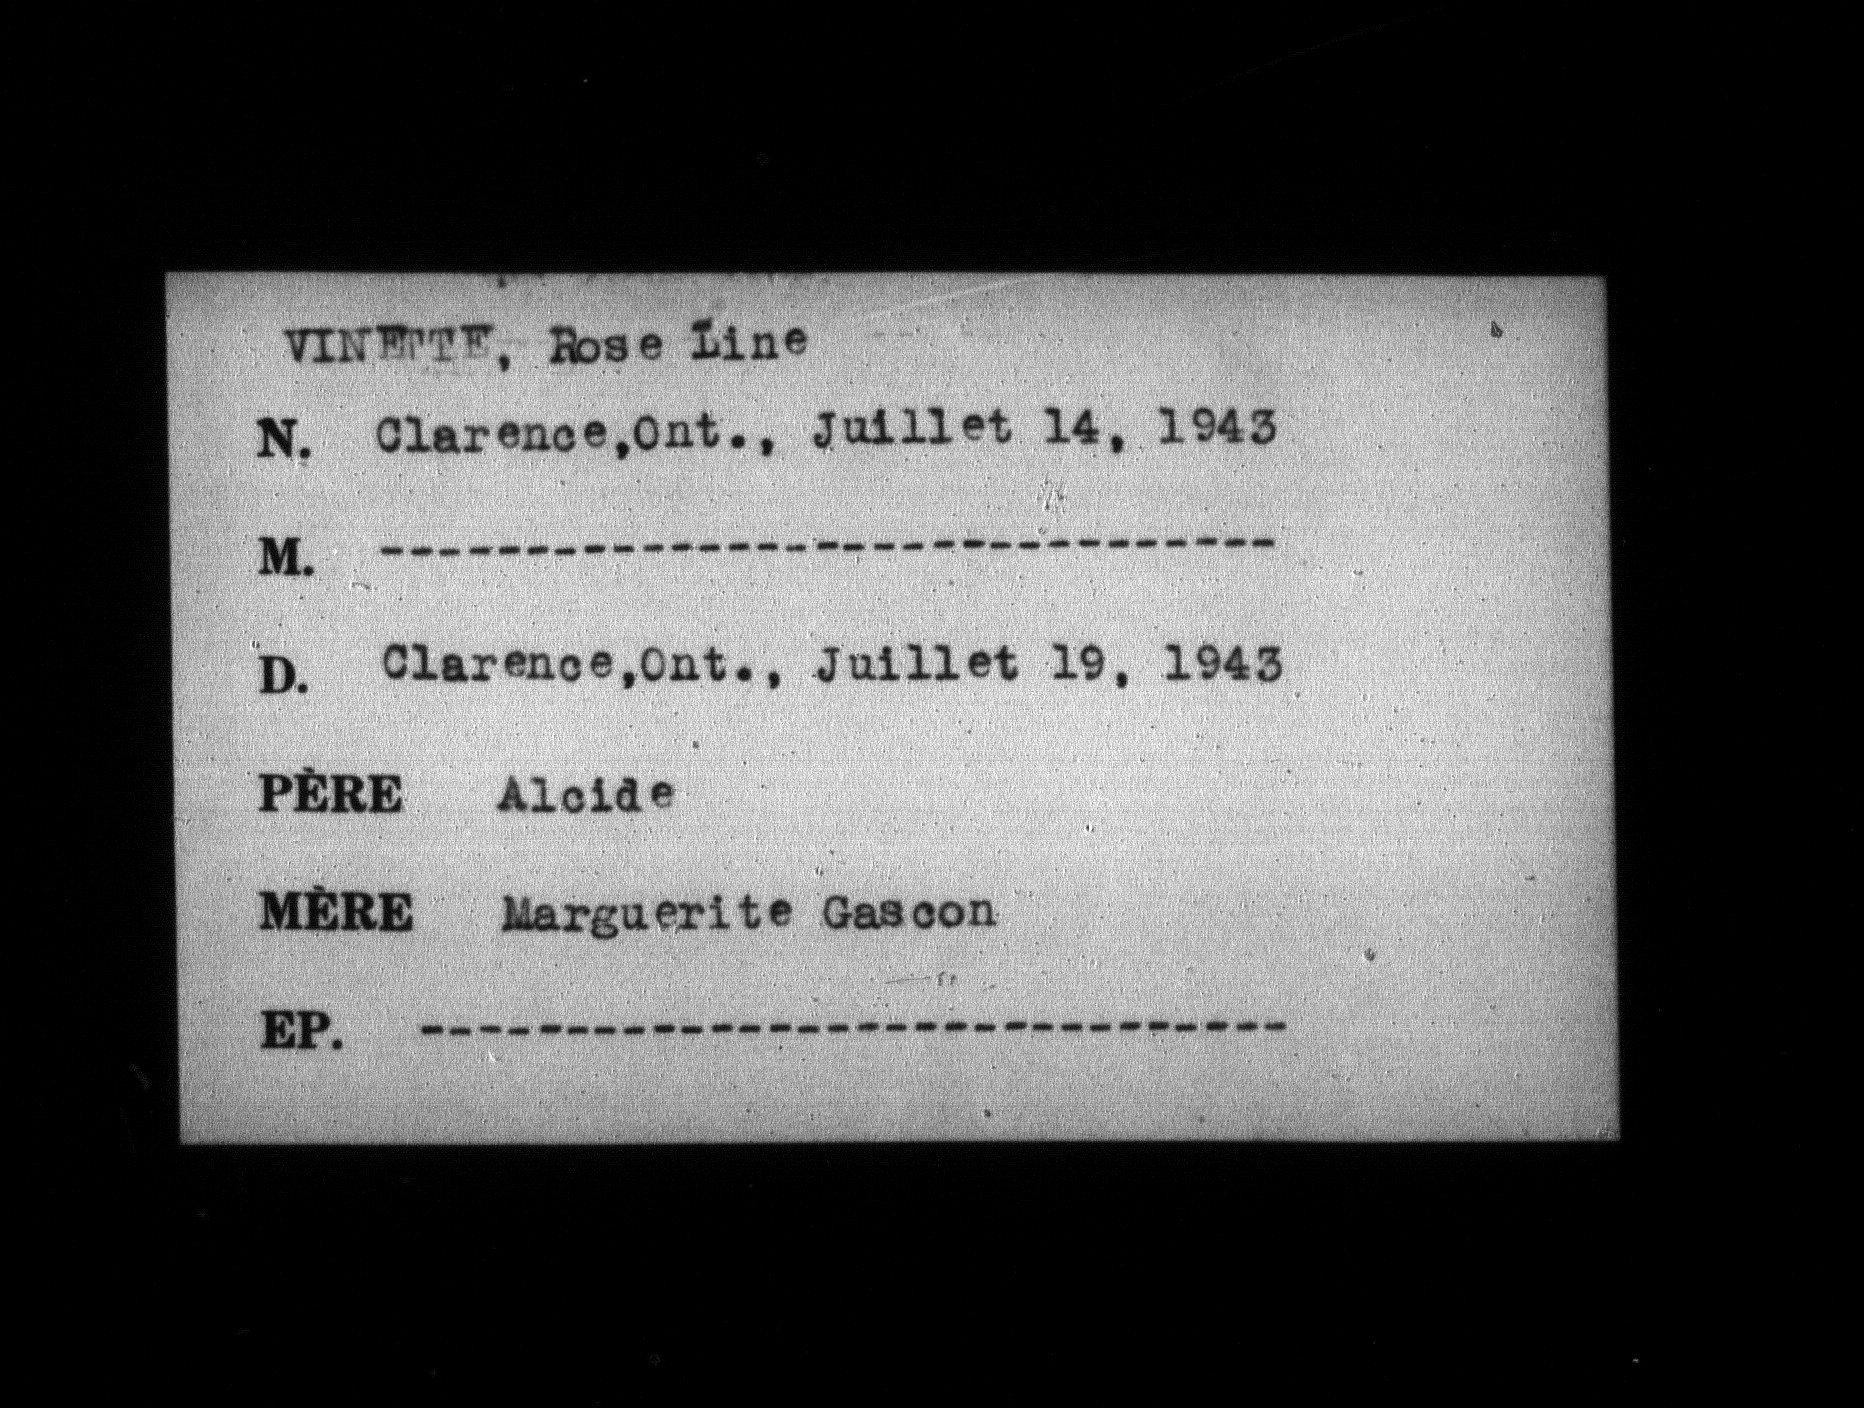 VINETTE, Rose Line
N. Clarence,Ont., Juillet 14, 1943
M. -------------------------------
D. Clarence,Ont., Juillet 19, 1943
PÈRE Alcide
MÈRE Marguerite Gascon
EP. ------------------------------